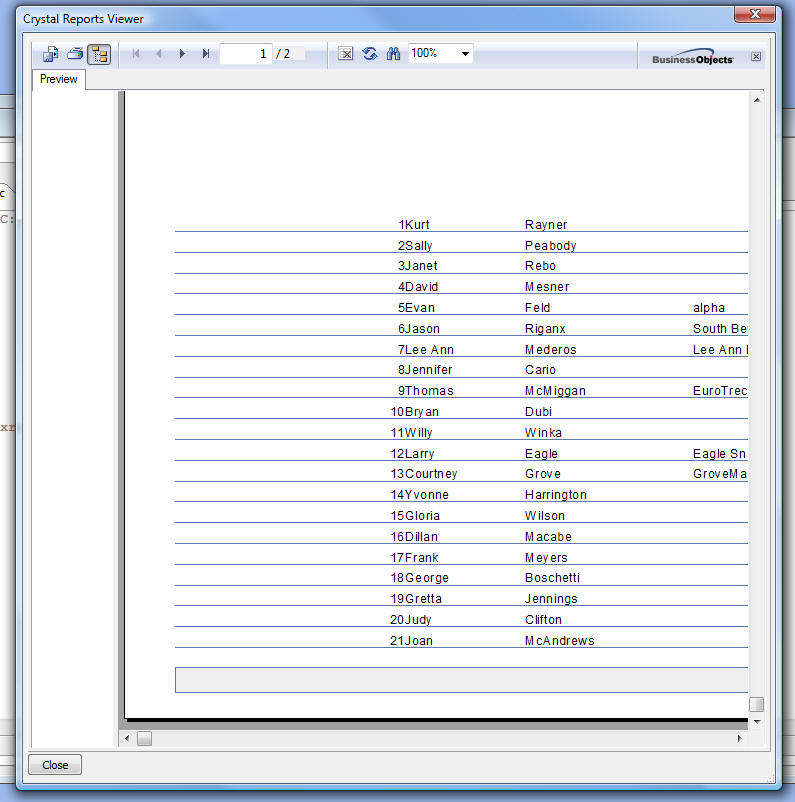 Crystal Reports Viewer
1 / 2 100% BusinessObjects
Preview
c
C:
1Kurt Rayner
2Sally Peabody
3Janet Rebo
4David Mesner
5Evan Feld alpha
6Jason Riganx South Be
7Lee Ann Mederos Lee Ann
8Jennifer Cario
9Thomas McMiggan EuroTrec
10Bryan Dubi
xr
11Willy Winka
12Larry Eagle Eagle Sn
13Courtney Grove GroveMa
14Yvonne Harrington
15Gloria Wilson
16Dillan Macabe
17Frank Meyers
18George Boschetti
19Gretta Jennings
20Judy Clifton
21Joan McAndrews
Close